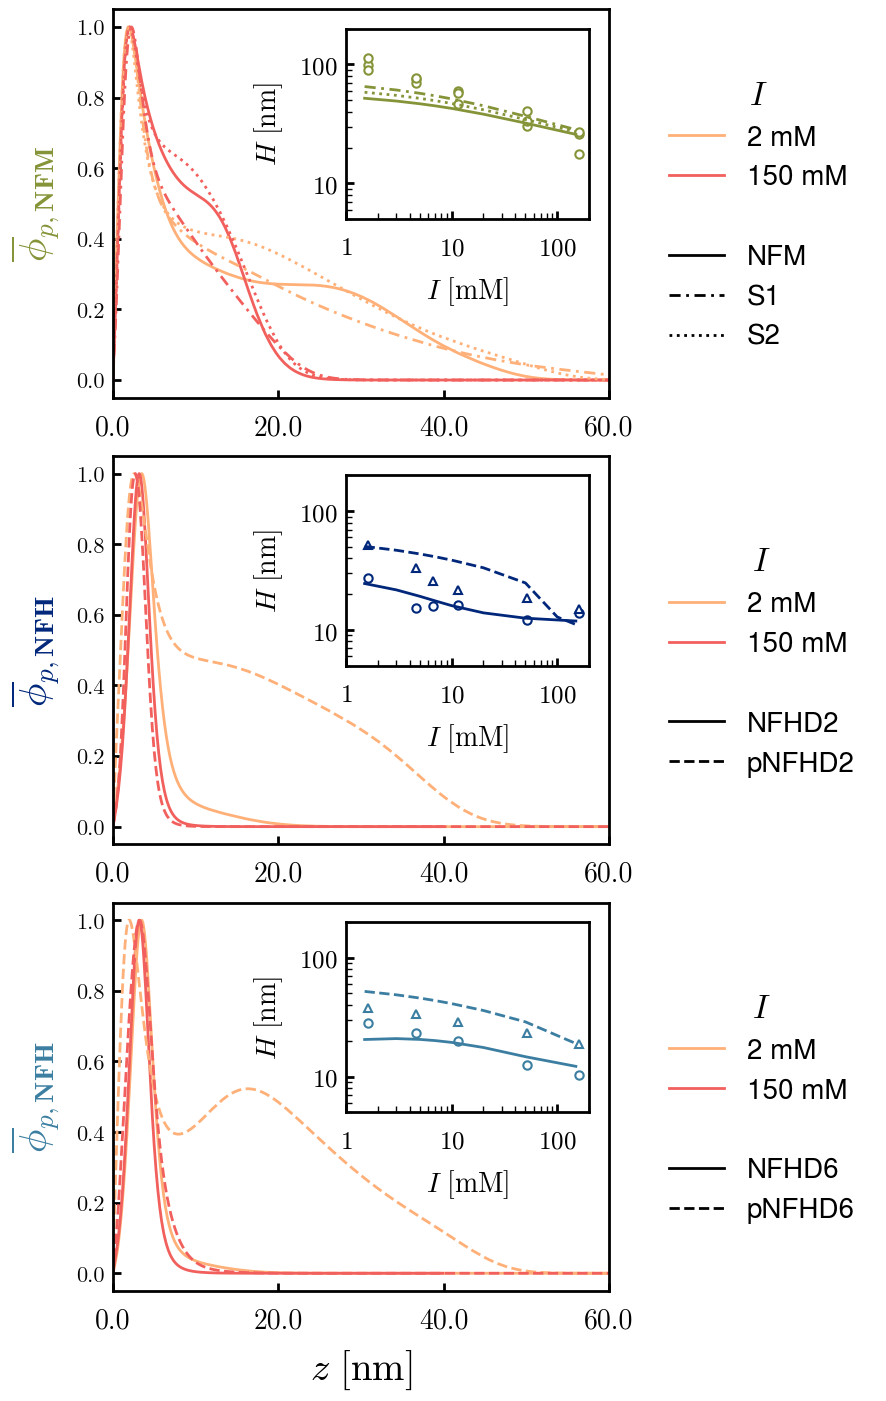 1.0
0.8
0.6
0.4
0.2
0.0
0.0 20.0 40.0 60.0
ϕ̅p, NFM
100
10
1 10 100
H [nm]
I [mM]
I
2 mM
150 mM
NFM
S1
S2
1.0
0.8
0.6
0.4
0.2
0.0
0.0 20.0 40.0 60.0
ϕ̅p, NFH
100
10
1 10 100
H [nm]
I [mM]
I
2 mM
150 mM
NFHD2
pNFHD2
1.0
0.8
0.6
0.4
0.2
0.0
0.0 20.0 40.0 60.0
ϕ̅p, NFH
100
10
1 10 100
H [nm]
I [mM]
I
2 mM
150 mM
NFHD6
pNFHD6
z [nm]